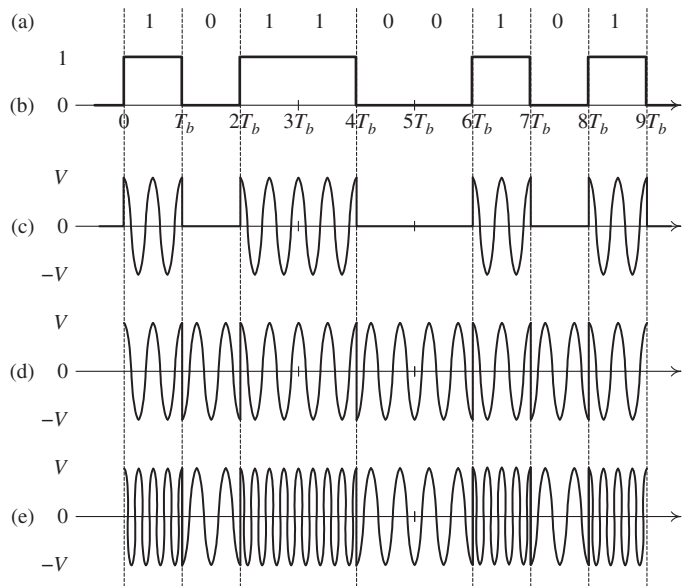 (a) 1 0 1 1 0 0 1 0 1
1
(b) 0
0 T_b 2T_b 3T_b 4T_b 5T_b 6T_b 7T_b 8T_b 9T_b
V
(c) 0
−V
V
(d) 0
−V
V
(e) 0
−V